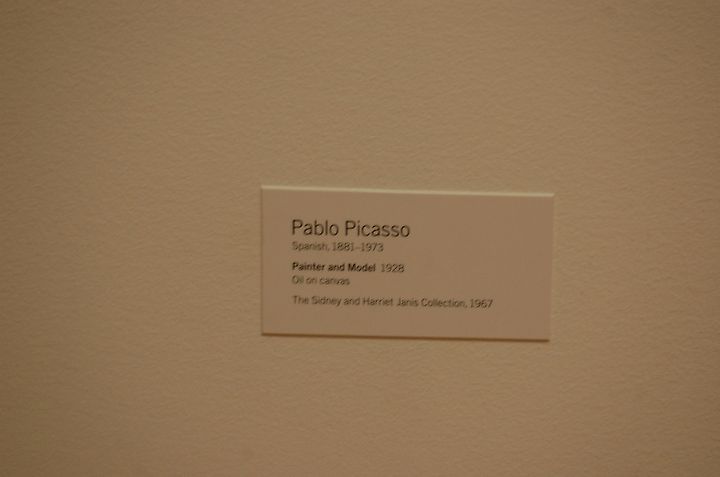 Pablo Picasso
Spanish, 1881–1973
Painter and Model 1928
Oil on canvas
The Sidney and Harriet Janis Collection, 1967